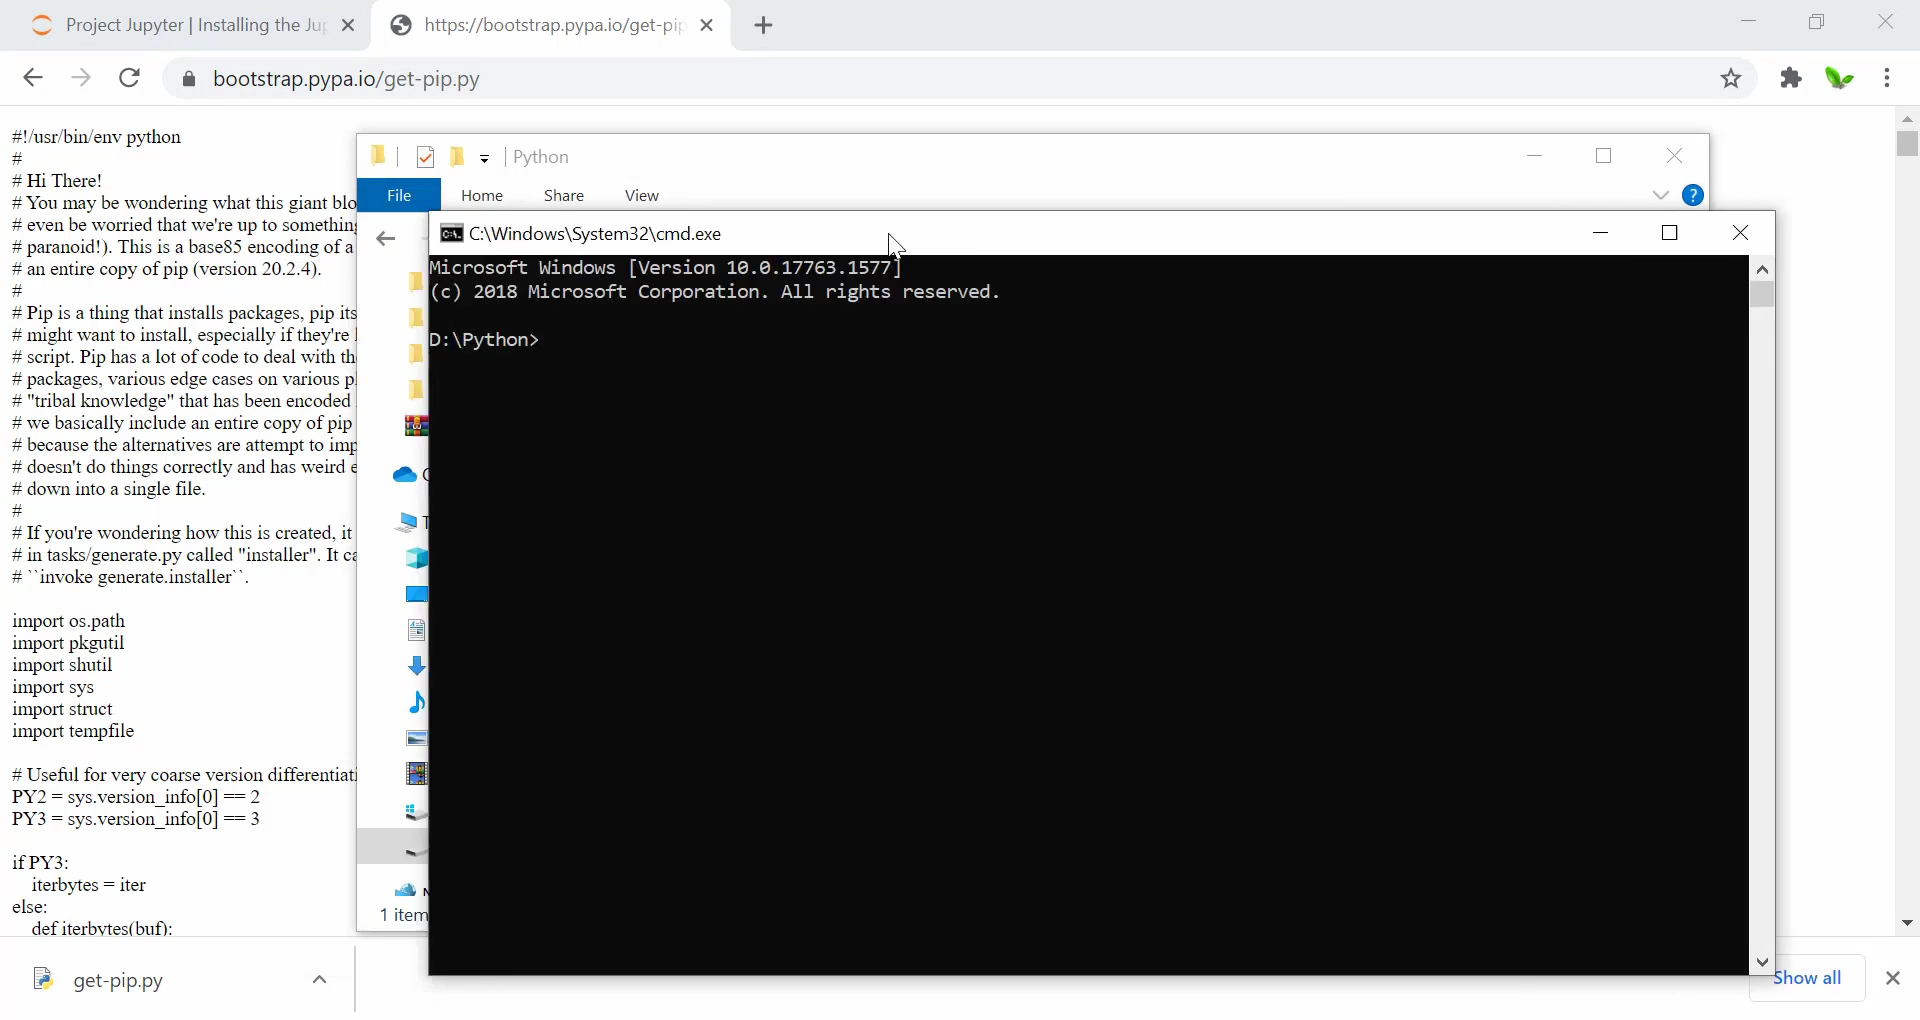 Project Jupyter | Installing the Ju
https://bootstrap.pypa.io/get-pip
bootstrap.pypa.io/get-pip.py
#!/usr/bin/env python
#
# Hi There!
# You may be wondering what this giant blo
# even be worried that we're up to something
# paranoid!). This is a base85 encoding of a
# an entire copy of pip (version 20.2.4).
#
# Pip is a thing that installs packages, pip its
# might want to install, especially if they're
# script. Pip has a lot of code to deal with th
# packages, various edge cases on various p
# "tribal knowledge" that has been encoded
# we basically include an entire copy of pip
# because the alternatives are attempt to imp
# doesn't do things correctly and has weird e
# down into a single file.
#
# If you're wondering how this is created, it
# in tasks/generate.py called "installer". It ca
# ``invoke generate.installer``.
import os.path
import pkgutil
import shutil
import sys
import struct
import tempfile
# Useful for very coarse version differentiati
PY2 = sys.version_info[0] == 2
PY3 = sys.version_info[0] == 3
if PY3:
iterbytes = iter
else:
def iterbytes(buf):
Python
File Home Share View
1 item
C:\Windows\System32\cmd.exe
Microsoft Windows [Version 10.0.17763.1577]
(c) 2018 Microsoft Corporation. All rights reserved.
D:\Python>
get-pip.py
Show all